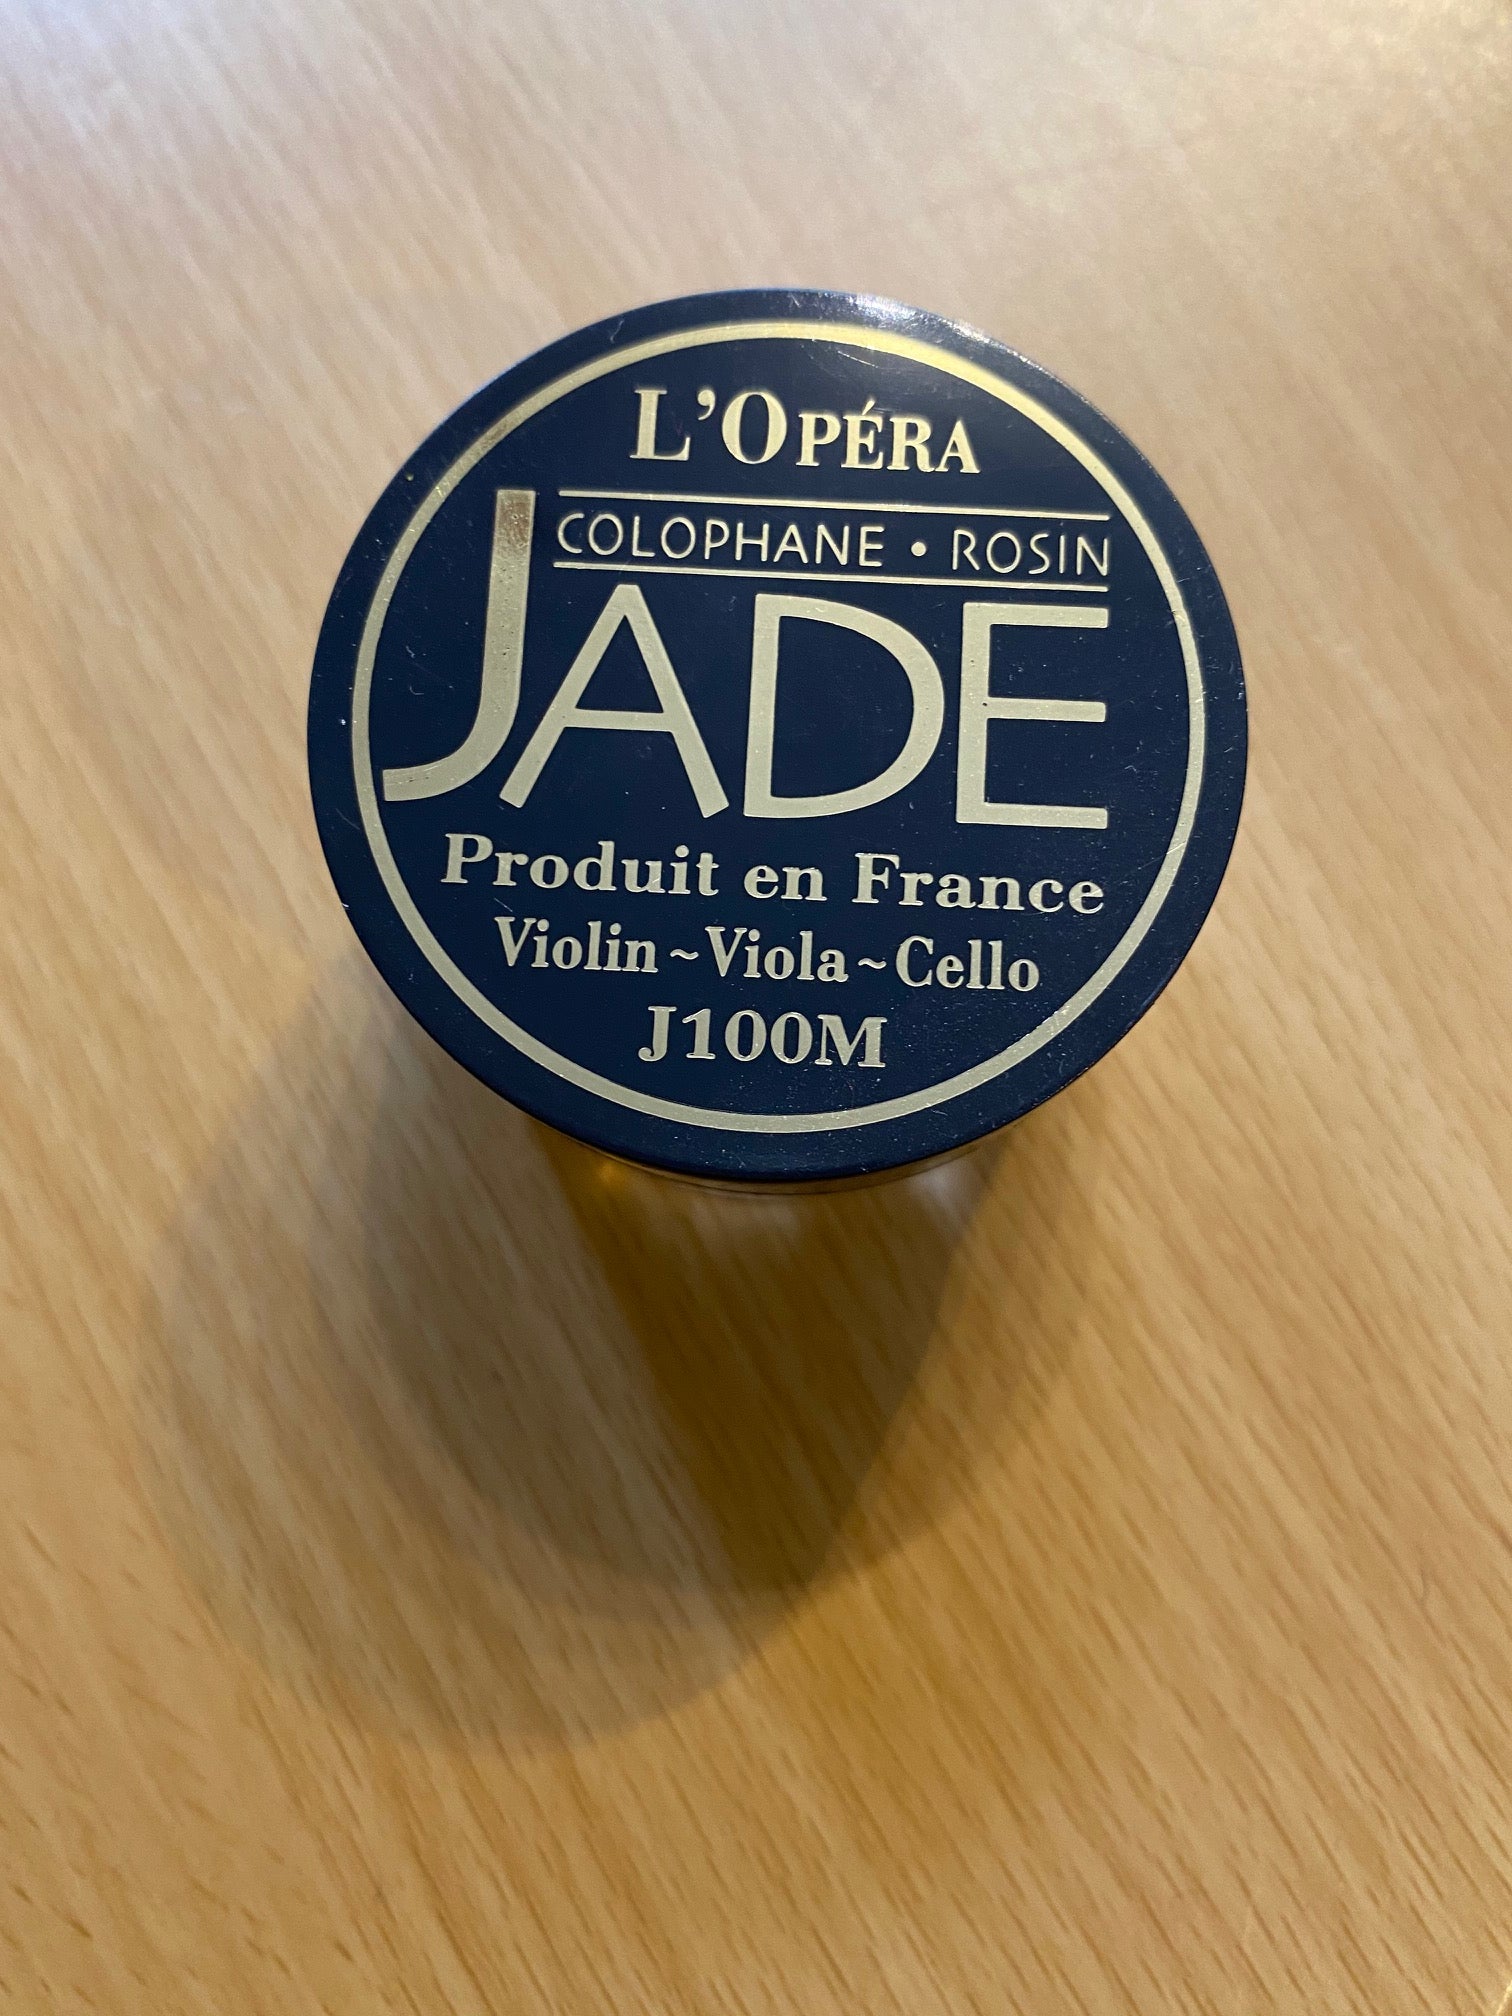 L'OPÉRA
COLOPHANE • ROSIN
JADE
Produit en France
Violin ~ Viola ~ Cello
J100M